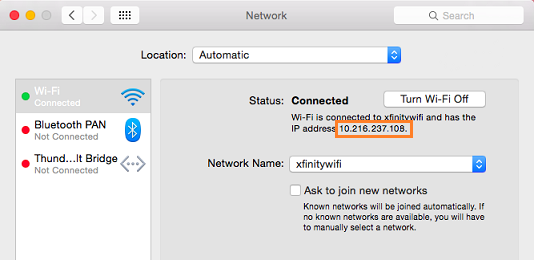 Network
Search
Location: Automatic
Wi-Fi
Connected
Bluetooth PAN
Not Connected
Thund...lt Bridge
Not Connected
Status: Connected
Turn Wi-Fi Off
Wi-Fi is connected to xfinitywifi and has the
IP address 10.216.237.108.
Network Name: xfinitywifi
Ask to join new networks
Known networks will be joined automatically. If
no known networks are available, you will have
to manually select a network.